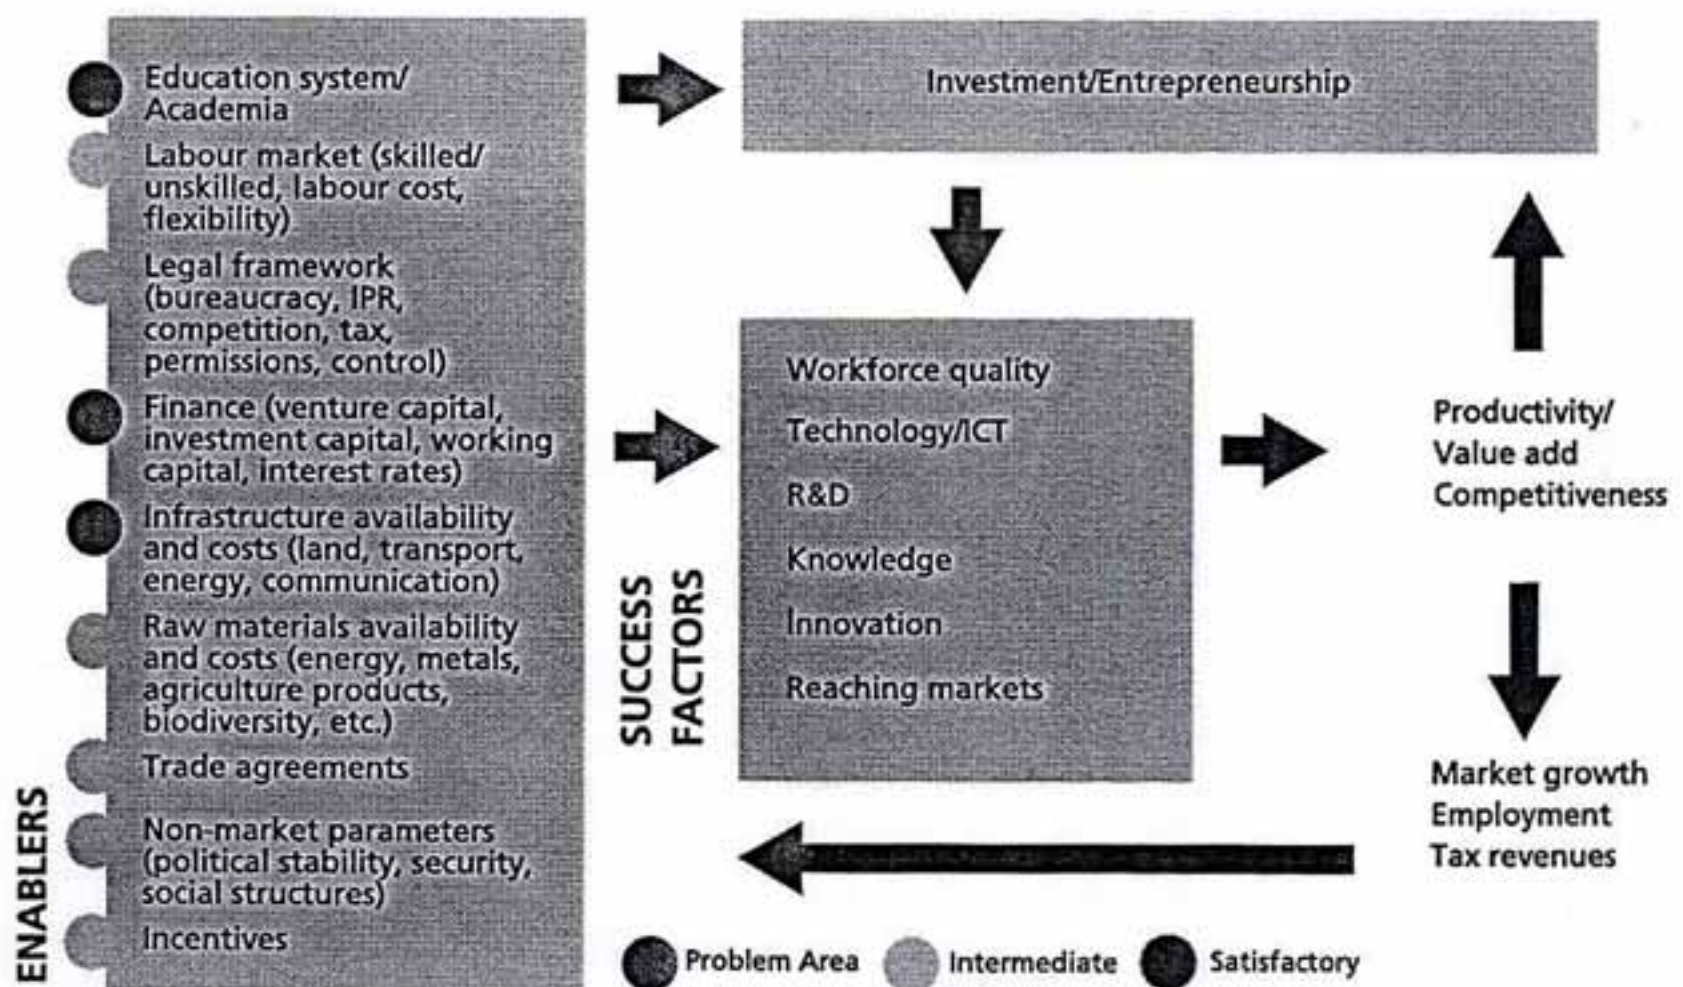 Education system/
Academia
Labour market (skilled/
unskilled, labour cost,
flexibility)
Legal framework
(bureaucracy, IPR,
competition, tax,
permissions, control)
Finance (venture capital,
investment capital, working
capital, interest rates)
Infrastructure availability
and costs (land, transport,
energy, communication)
Raw materials availability
and costs (energy, metals,
agriculture products,
biodiversity, etc.)
Trade agreements
Non-market parameters
(political stability, security,
social structures)
Incentives
ENABLERS
Investment/Entrepreneurship
SUCCESS
FACTORS
Workforce quality
Technology/ICT
R&D
Knowledge
Innovation
Reaching markets
Productivity/
Value add
Competitiveness
Market growth
Employment
Tax revenues
Problem Area
Intermediate
Satisfactory